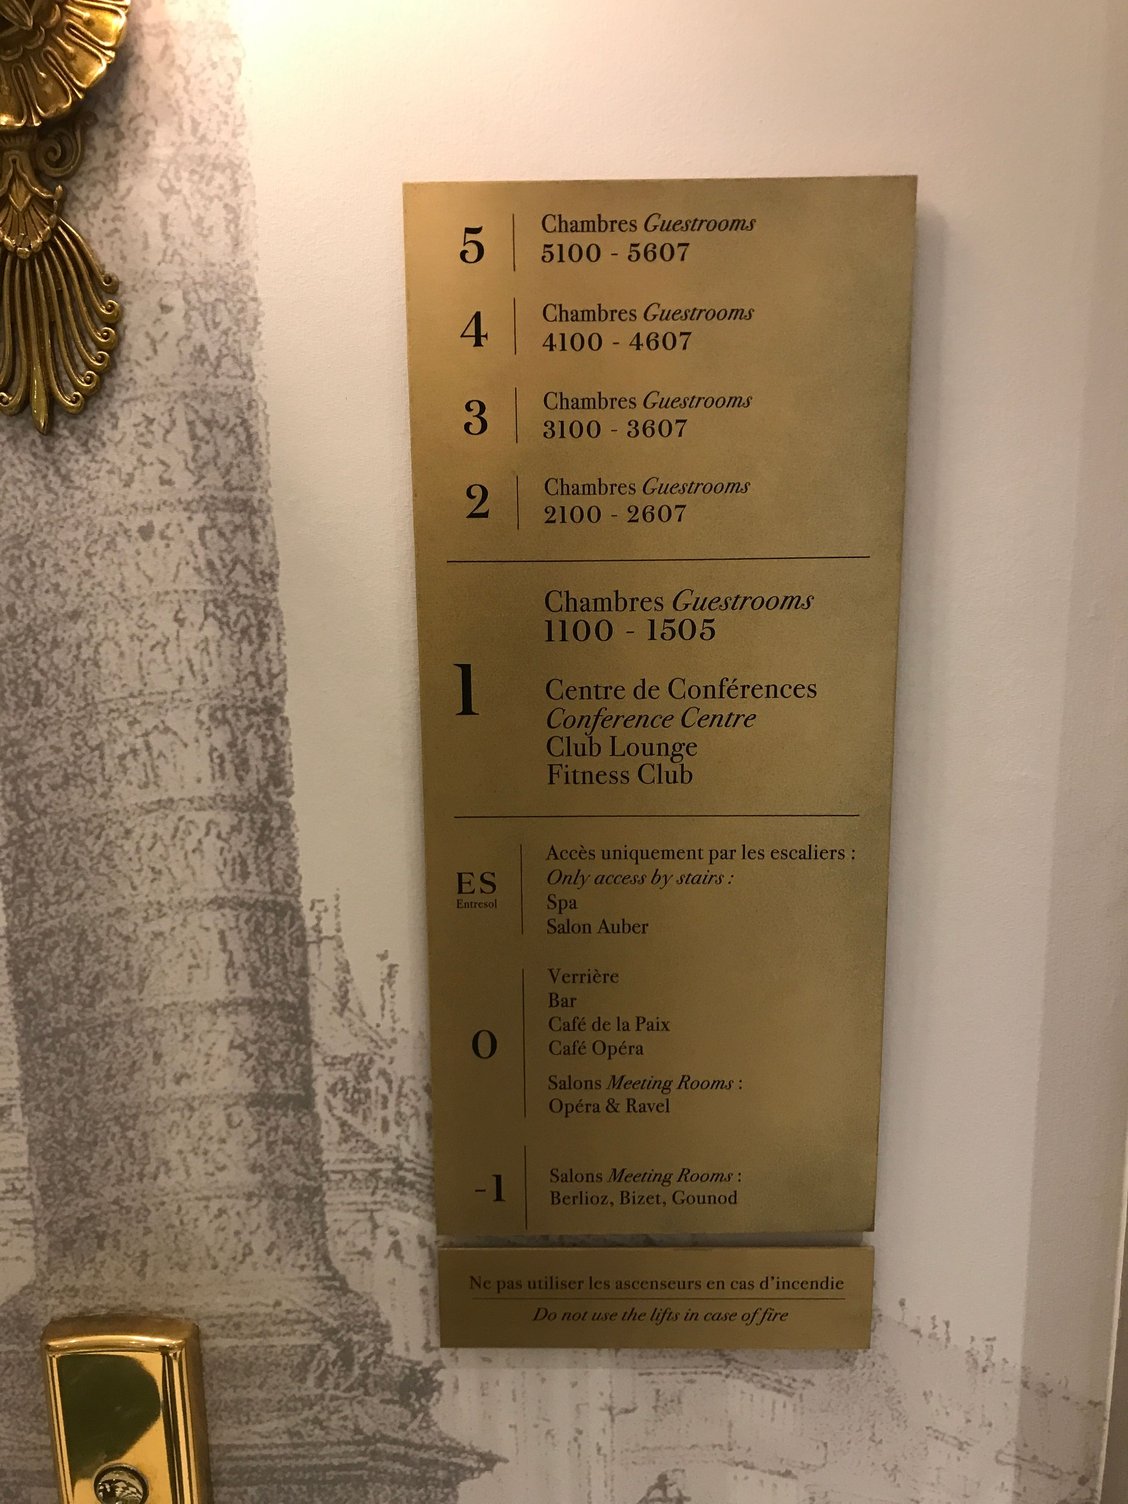 5
Chambres Guestrooms
5100 - 5607
4
Chambres Guestrooms
4100 - 4607
3
Chambres Guestrooms
3100 - 3607
2
Chambres Guestrooms
2100 - 2607
1
Chambres Guestrooms
1100 - 1505
Centre de Conférences
Conference Centre
Club Lounge
Fitness Club
ES
Entresol
Accès uniquement par les escaliers :
Only access by stairs :
Spa
Salon Auber
0
Verrière
Bar
Café de la Paix
Café Opéra
Salons Meeting Rooms :
Opéra & Ravel
-1
Salons Meeting Rooms :
Berlioz, Bizet, Gounod
Ne pas utiliser les ascenseurs en cas d'incendie
Do not use the lifts in case of fire